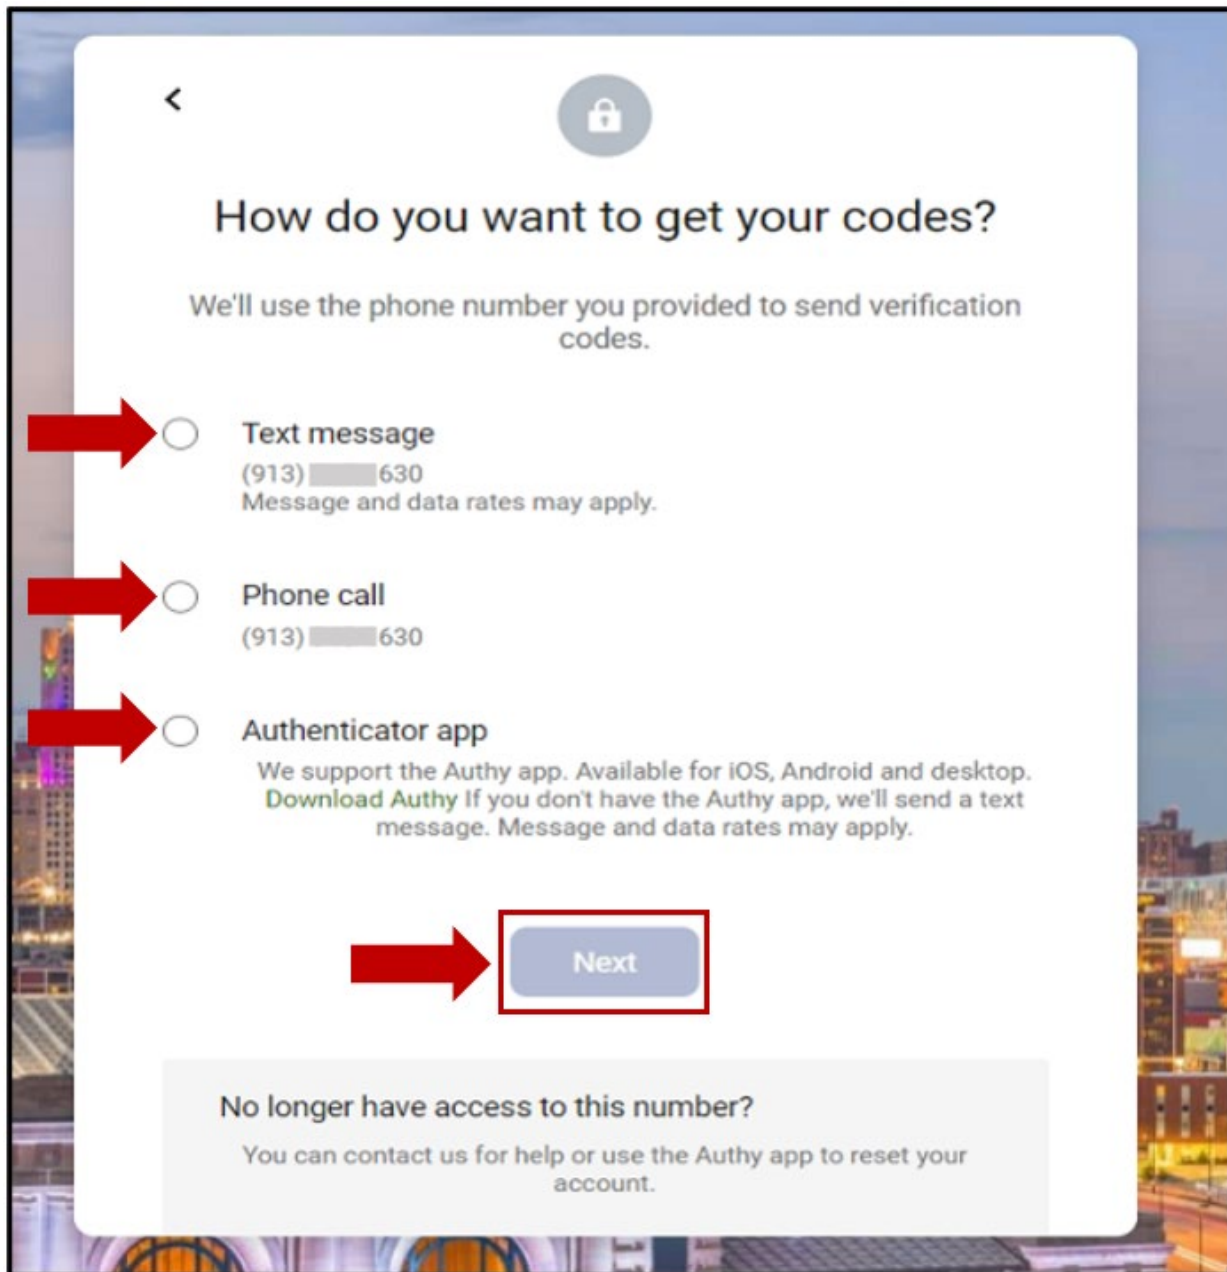 How do you want to get your codes?
We'll use the phone number you provided to send verification
codes.
Text message
(913) 630
Message and data rates may apply.
Phone call
(913) 630
Authenticator app
We support the Authy app. Available for iOS, Android and desktop.
Download Authy If you don't have the Authy app, we'll send a text
message. Message and data rates may apply.
Next
No longer have access to this number?
You can contact us for help or use the Authy app to reset your
account.